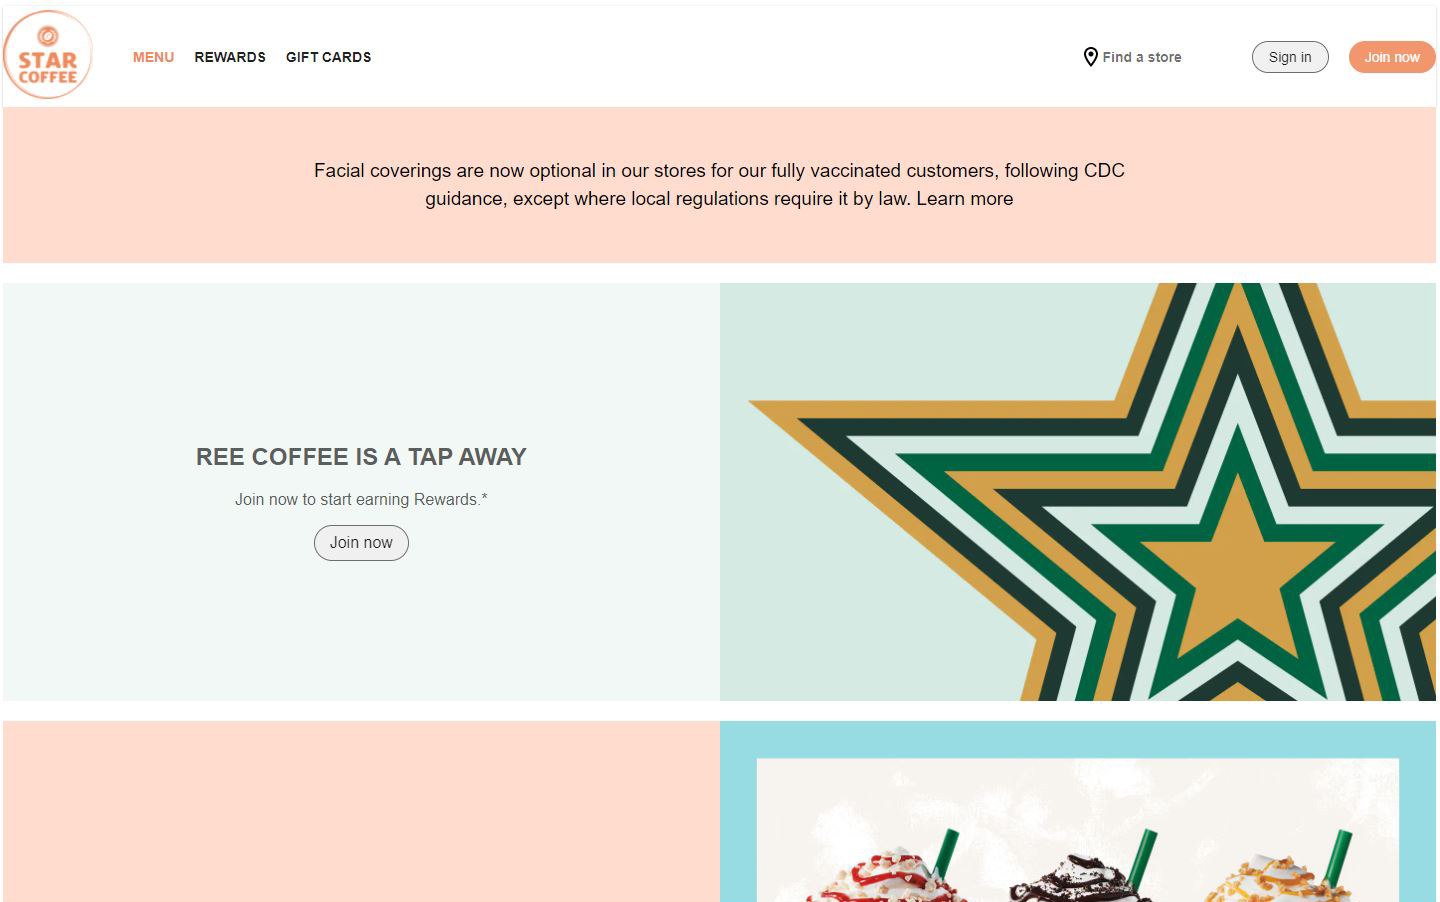 STAR
COFFEE
MENU
REWARDS
GIFT CARDS
Find a store
Sign in
Join now
Facial coverings are now optional in our stores for our fully vaccinated customers, following CDC
guidance, except where local regulations require it by law. Learn more
REE COFFEE IS A TAP AWAY
Join now to start earning Rewards.*
Join now